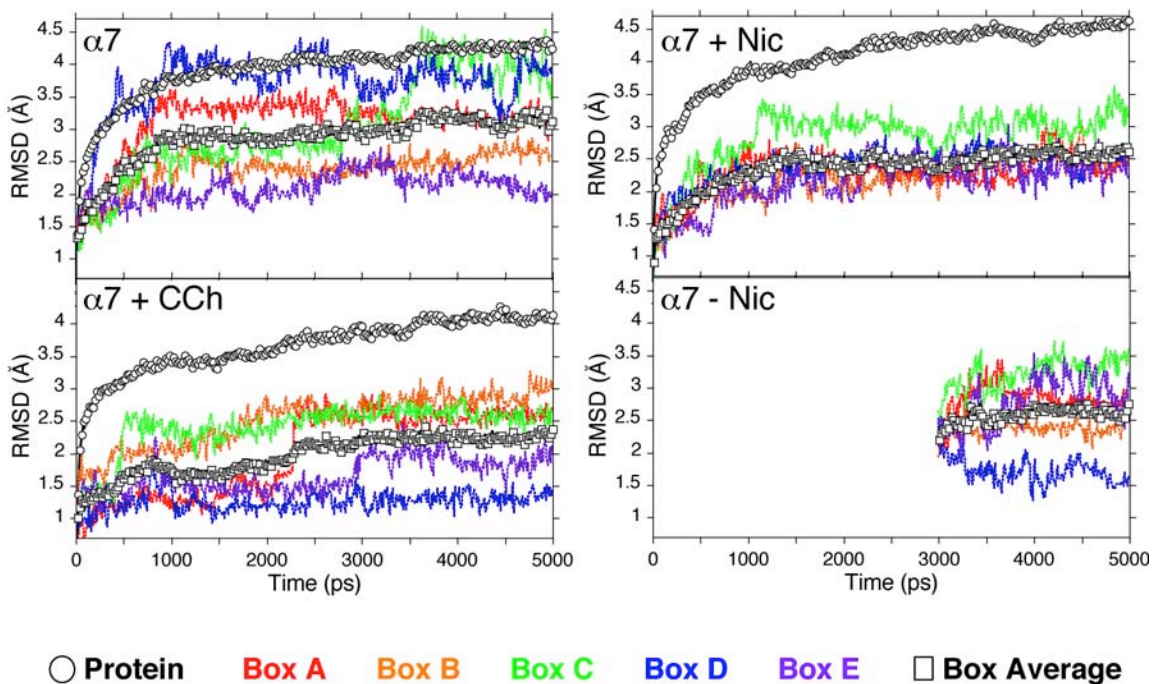 α7
RMSD (Å)
4.5
4
3.5
3
2.5
2
1.5
1
α7 + Nic
RMSD (Å)
4.5
4
3.5
3
2.5
2
1.5
1
α7 + CCh
RMSD (Å)
4
3.5
3
2.5
2
1.5
1
0 1000 2000 3000 4000 5000
Time (ps)
α7 - Nic
RMSD (Å)
4.5
4
3.5
3
2.5
2
1.5
1
0 1000 2000 3000 4000 5000
Time (ps)
Protein Box A Box B Box C Box D Box E Box Average